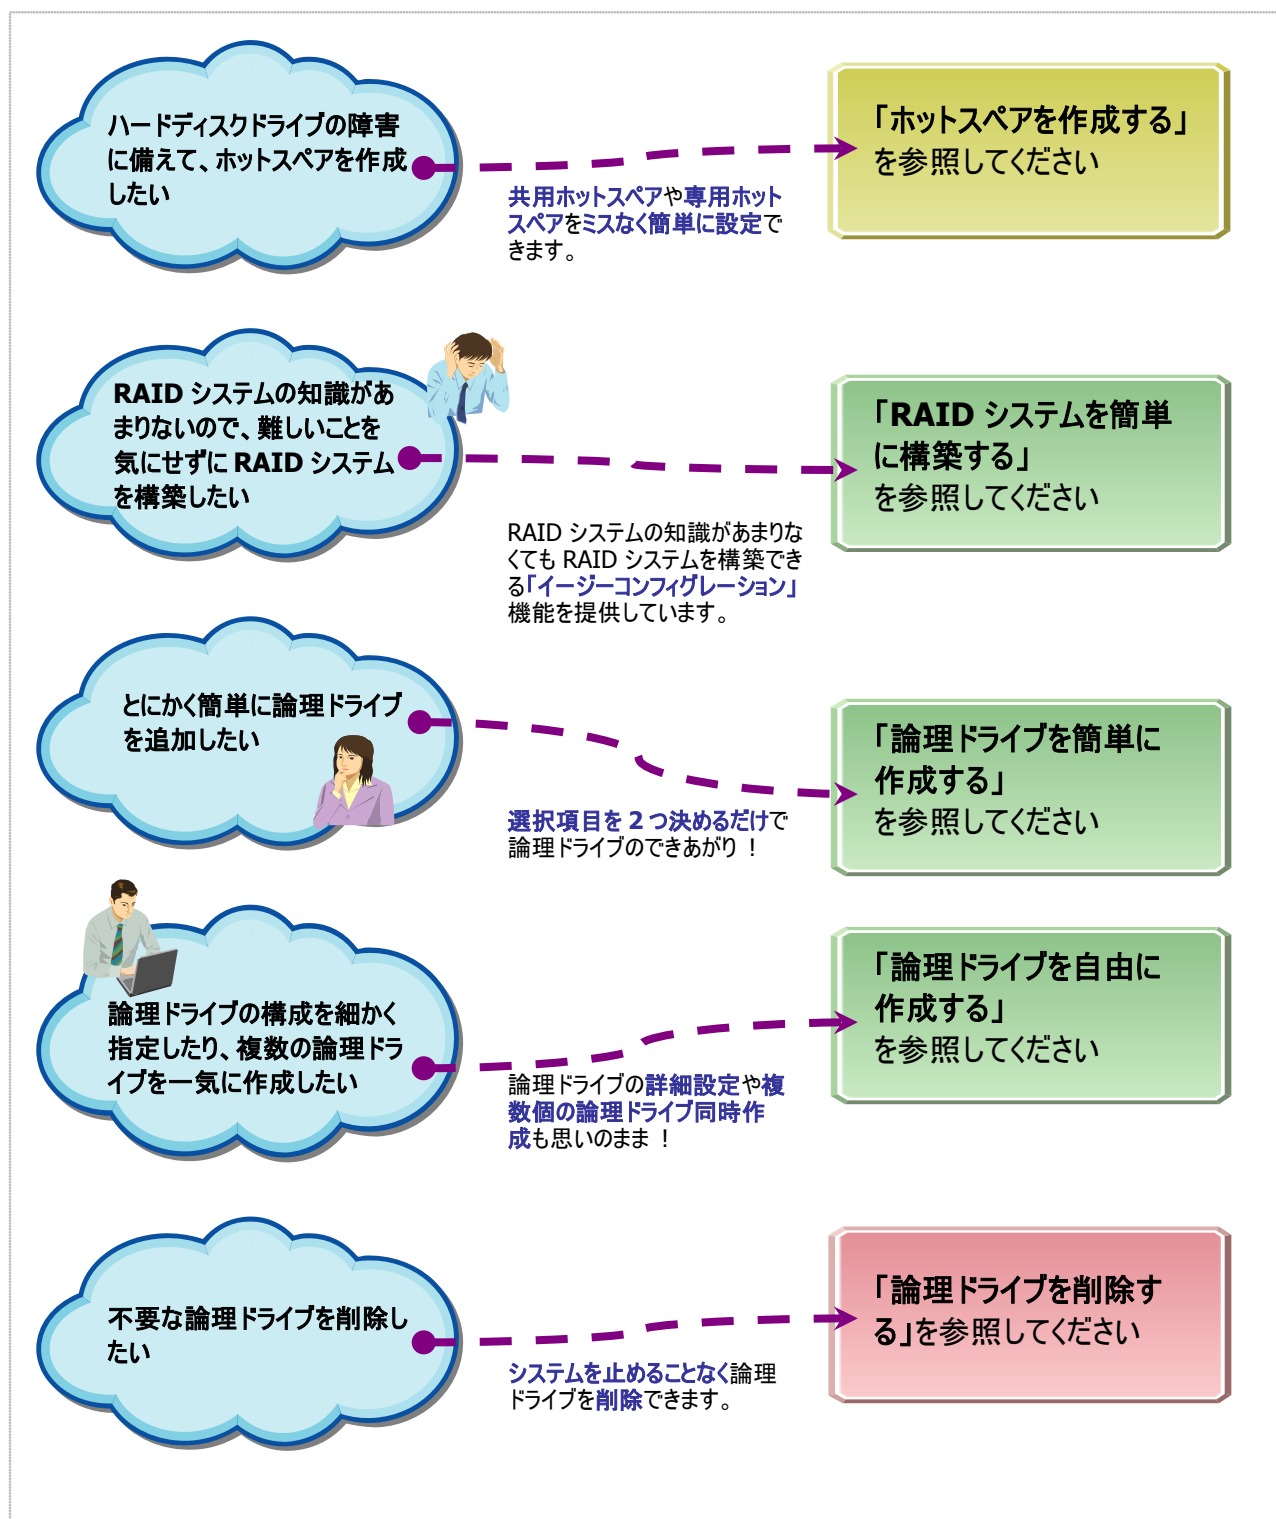 ハードディスクドライブの障害
に備えて、ホットスペアを作成
したい
共用ホットスペアや専用ホット
スペアをミスなく簡単に設定で
きます。
「ホットスペアを作成する」
を参照してください
RAID システムの知識があ
まりないので、難しいことを
気にせずに RAID システム
を構築したい
RAID システムの知識があまりな
くても RAID システムを構築でき
る「イージーコンフィグレーション」
機能を提供しています。
「RAID システムを簡単
に構築する」
を参照してください
とにかく簡単に論理ドライブ
を追加したい
選択項目を 2 つ決めるだけで
論理ドライブのできあがり！
「論理ドライブを簡単に
作成する」
を参照してください
論理ドライブの構成を細かく
指定したり、複数の論理ドラ
イブを一気に作成したい
論理ドライブの詳細設定や複
数個の論理ドライブ同時作
成も思いのまま！
「論理ドライブを自由に
作成する」
を参照してください
不要な論理ドライブを削除し
たい
システムを止めることなく論理
ドライブを削除できます。
「論理ドライブを削除す
る」を参照してください